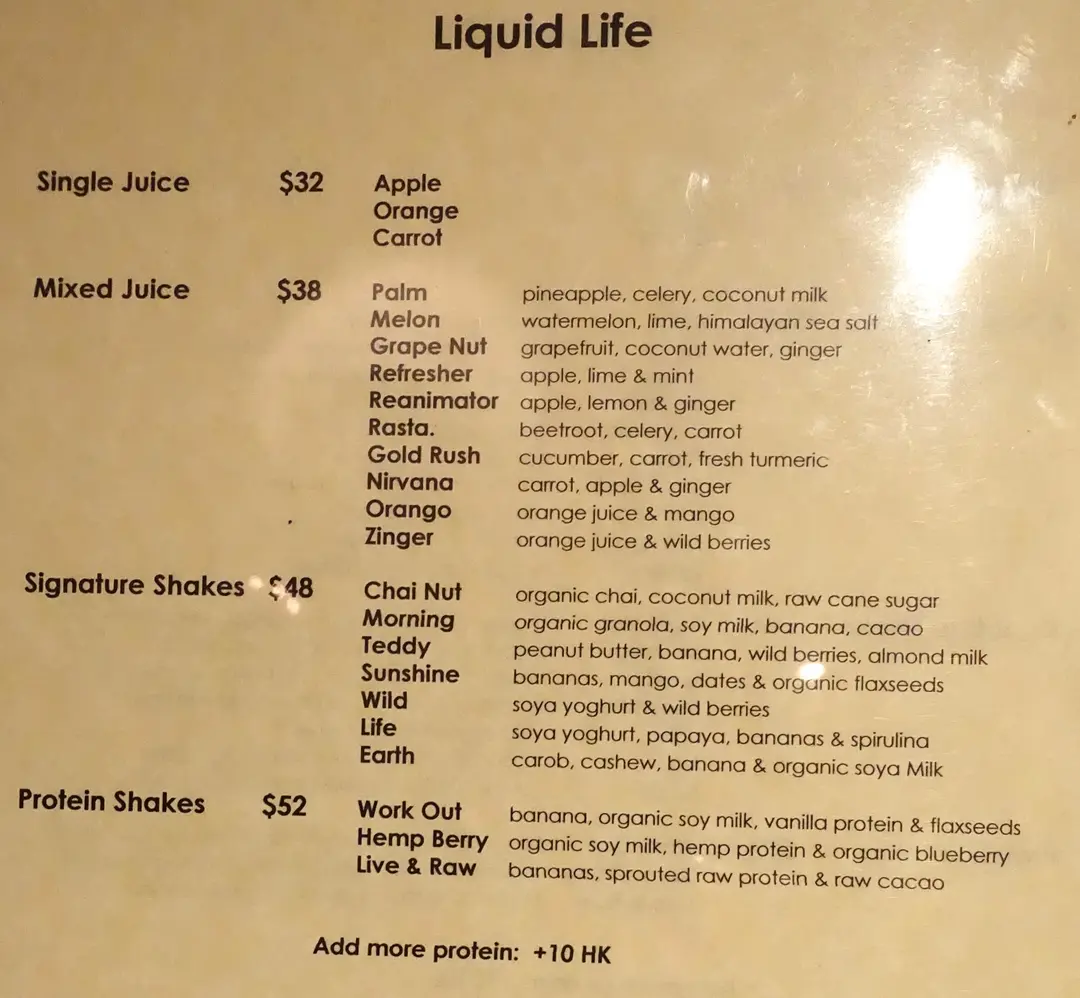 Liquid Life
Single Juice $32 Apple
Orange
Carrot
Mixed Juice $38 Palm pineapple, celery, coconut milk
Melon watermelon, lime, himalayan sea salt
Grape Nut grapefruit, coconut water, ginger
Refresher apple, lime & mint
Reanimator apple, lemon & ginger
Rasta. beetroot, celery, carrot
Gold Rush cucumber, carrot, fresh turmeric
Nirvana carrot, apple & ginger
Orango orange juice & mango
Zinger orange juice & wild berries
Signature Shakes $48 Chai Nut organic chai, coconut milk, raw cane sugar
Morning organic granola, soy milk, banana, cacao
Teddy peanut butter, banana, wild berries, almond milk
Sunshine bananas, mango, dates & organic flaxseeds
Wild soya yoghurt & wild berries
Life soya yoghurt, papaya, bananas & spirulina
Earth carob, cashew, banana & organic soya Milk
Protein Shakes $52 Work Out banana, organic soy milk, vanilla protein & flaxseeds
Hemp Berry organic soy milk, hemp protein & organic blueberry
Live & Raw bananas, sprouted raw protein & raw cacao
Add more protein: +10 HK